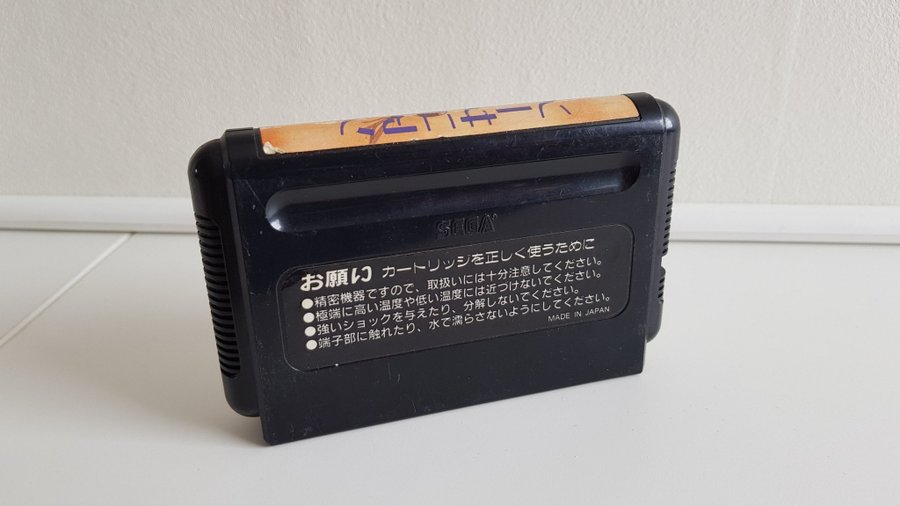 ソーサリアン
SEGA
お願い カートリッジを正しく使うために
●精密機器ですので、取扱いには十分注意してください。
●極端に高い温度や低い温度には近づけないでください。
●強いショックを与えたり、分解しないでください。
●端子部に触れたり、水で濡らさないようにしてください。
MADE IN JAPAN